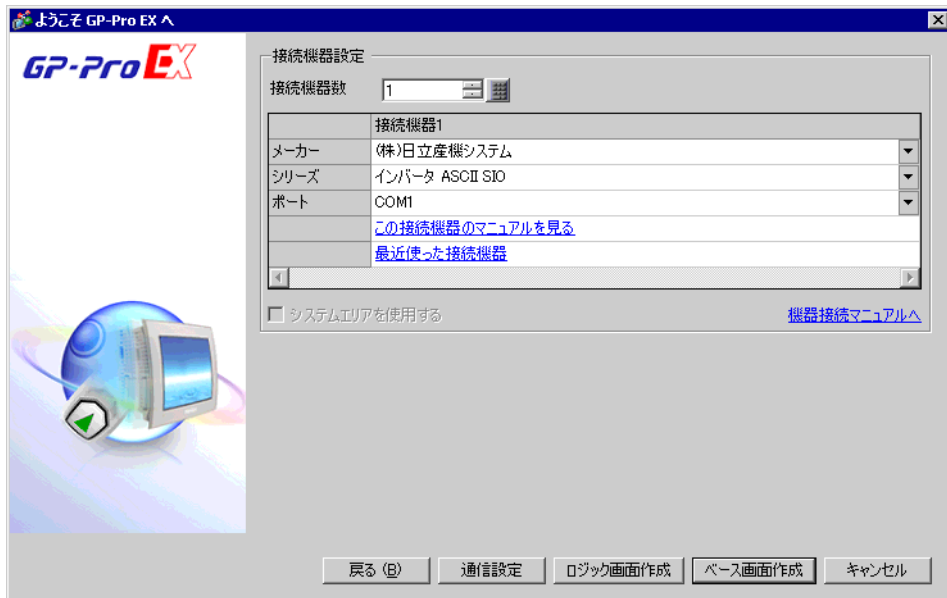 ようこそ GP-Pro EX へ
GP-Pro EX
接続機器設定
接続機器数 1
接続機器1
メーカー (株)日立産機システム
シリーズ インバータ ASCII SIO
ポート COM1
この接続機器のマニュアルを見る
最近使った接続機器
システムエリアを使用する 機器接続マニュアルへ
戻る (B) 通信設定 ロジック画面作成 ベース画面作成 キャンセル